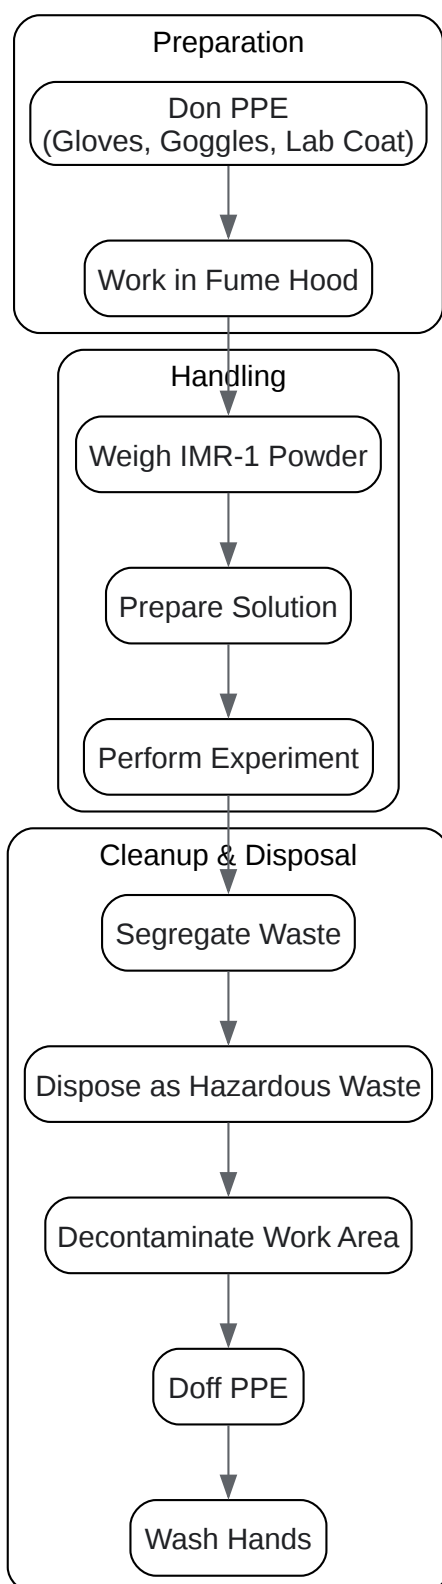 Preparation
Don PPE
(Gloves, Goggles, Lab Coat)
Work in Fume Hood
Handling
Weigh IMR-1 Powder
Prepare Solution
Perform Experiment
Cleanup & Disposal
Segregate Waste
Dispose as Hazardous Waste
Decontaminate Work Area
Doff PPE
Wash Hands